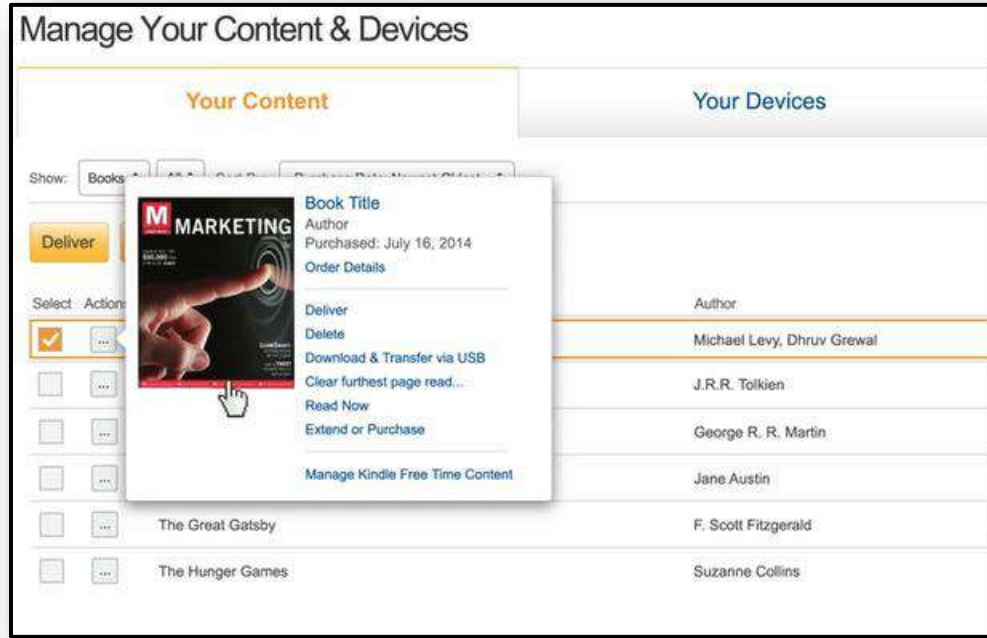 Manage Your Content & Devices
Your Content
Your Devices
Show: Books
Book Title
Author
Purchased: July 16, 2014
Order Details
M MARKETING
$60,000
Deliver
Select
Author
Deliver
Delete
Download & Transfer via USB
Clear furthest page read...
Read Now
Extend or Purchase
Manage Kindle Free Time Content
... Michael Levy, Dhruv Grewal
... J.R.R. Tolkien
... George R. R. Martin
... Jane Austin
... The Great Gatsby F. Scott Fitzgerald
... The Hunger Games Suzanne Collins